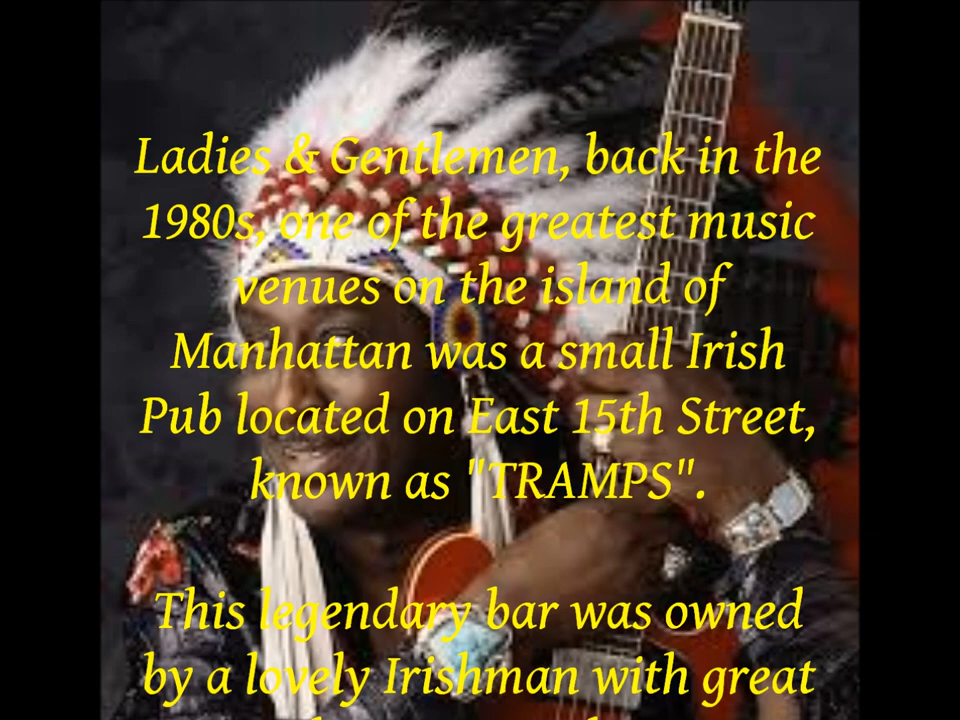 Ladies & Gentlemen, back in the
1980s, one of the greatest music
venues on the island of
Manhattan was a small Irish
Pub located on East 15th Street,
known as "TRAMPS".
This legendary bar was owned
by a lovely Irishman with great